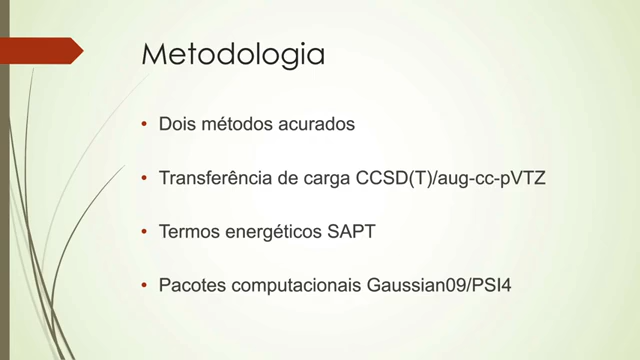 Metodologia
• Dois métodos acurados
• Transferência de carga CCSD(T)/aug-cc-pVTZ
• Termos energéticos SAPT
• Pacotes computacionais Gaussian09/PSI4